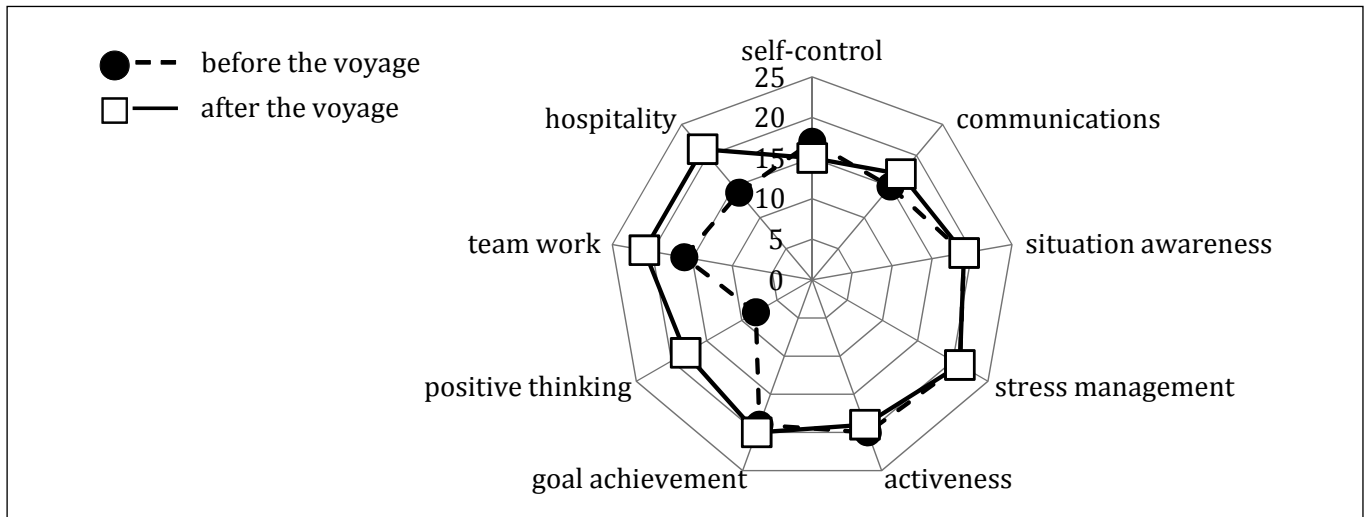 self-control
before the voyage
25
after the voyage
hospitality
20
communications
15
10
team work
5
situation awareness
0
positive thinking
stress management
goal achievement
activeness